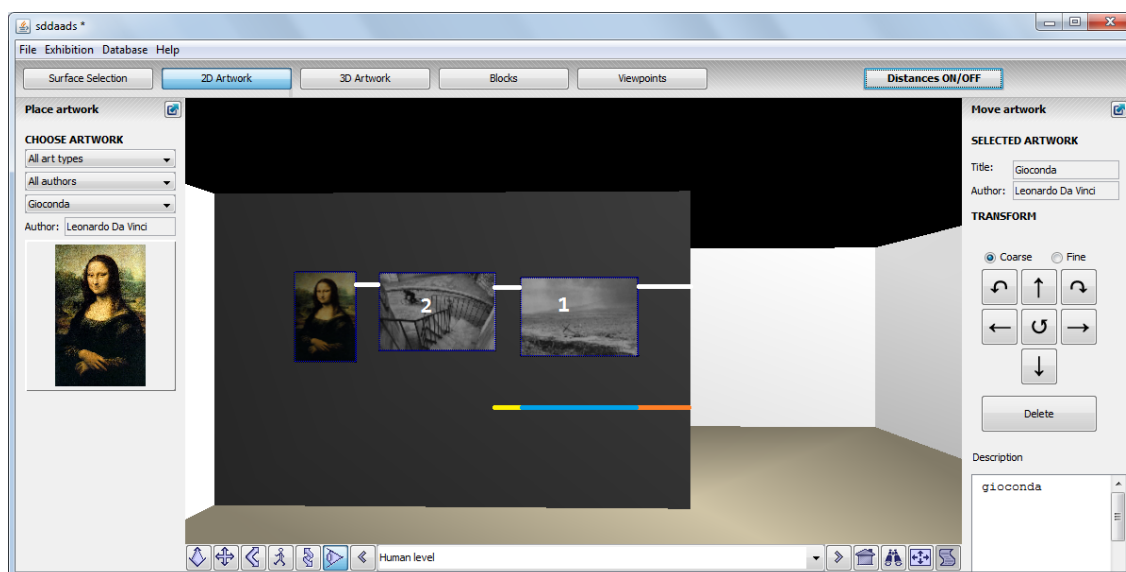 sddaads *
File Exhibition Database Help
Surface Selection 2D Artwork 3D Artwork Blocks Viewpoints Distances ON/OFF
Place artwork
CHOOSE ARTWORK
All art types
All authors
Gioconda
Author: Leonardo Da Vinci
2
1
Human level
Move artwork
SELECTED ARTWORK
Title: Gioconda
Author: Leonardo Da Vinci
TRANSFORM
Coarse Fine
Delete
Description
gioconda